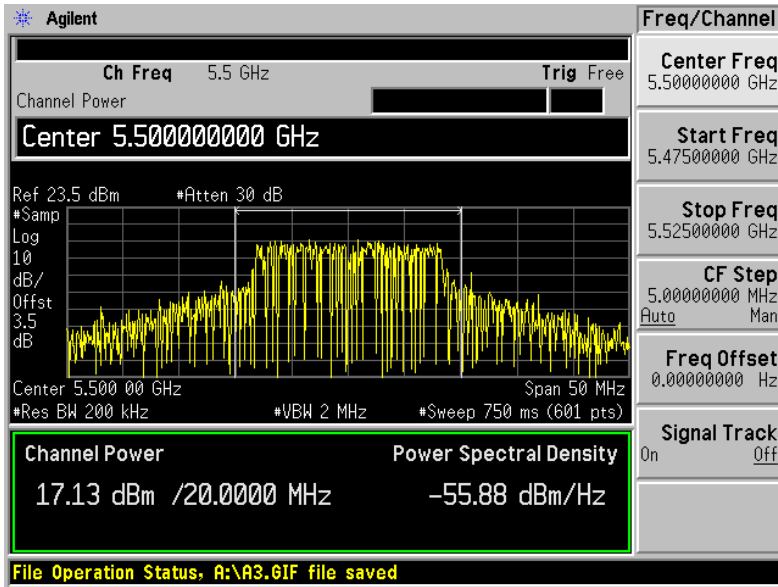 Agilent
Freq/Channel
Ch Freq 5.5 GHz Trig Free
Channel Power
Center 5.500000000 GHz
Ref 23.5 dBm #Atten 30 dB
#Samp
Log
10
dB/
Offst
3.5
dB
Center 5.500 00 GHz Span 50 MHz
#Res BW 200 kHz #VBW 2 MHz #Sweep 750 ms (601 pts)
Channel Power Power Spectral Density
17.13 dBm /20.0000 MHz -55.88 dBm/Hz
File Operation Status, A:\A3.GIF file saved
Center Freq
5.50000000 GHz
Start Freq
5.47500000 GHz
Stop Freq
5.52500000 GHz
CF Step
5.00000000 MHz
Auto Man
Freq Offset
0.00000000 Hz
Signal Track
On Off